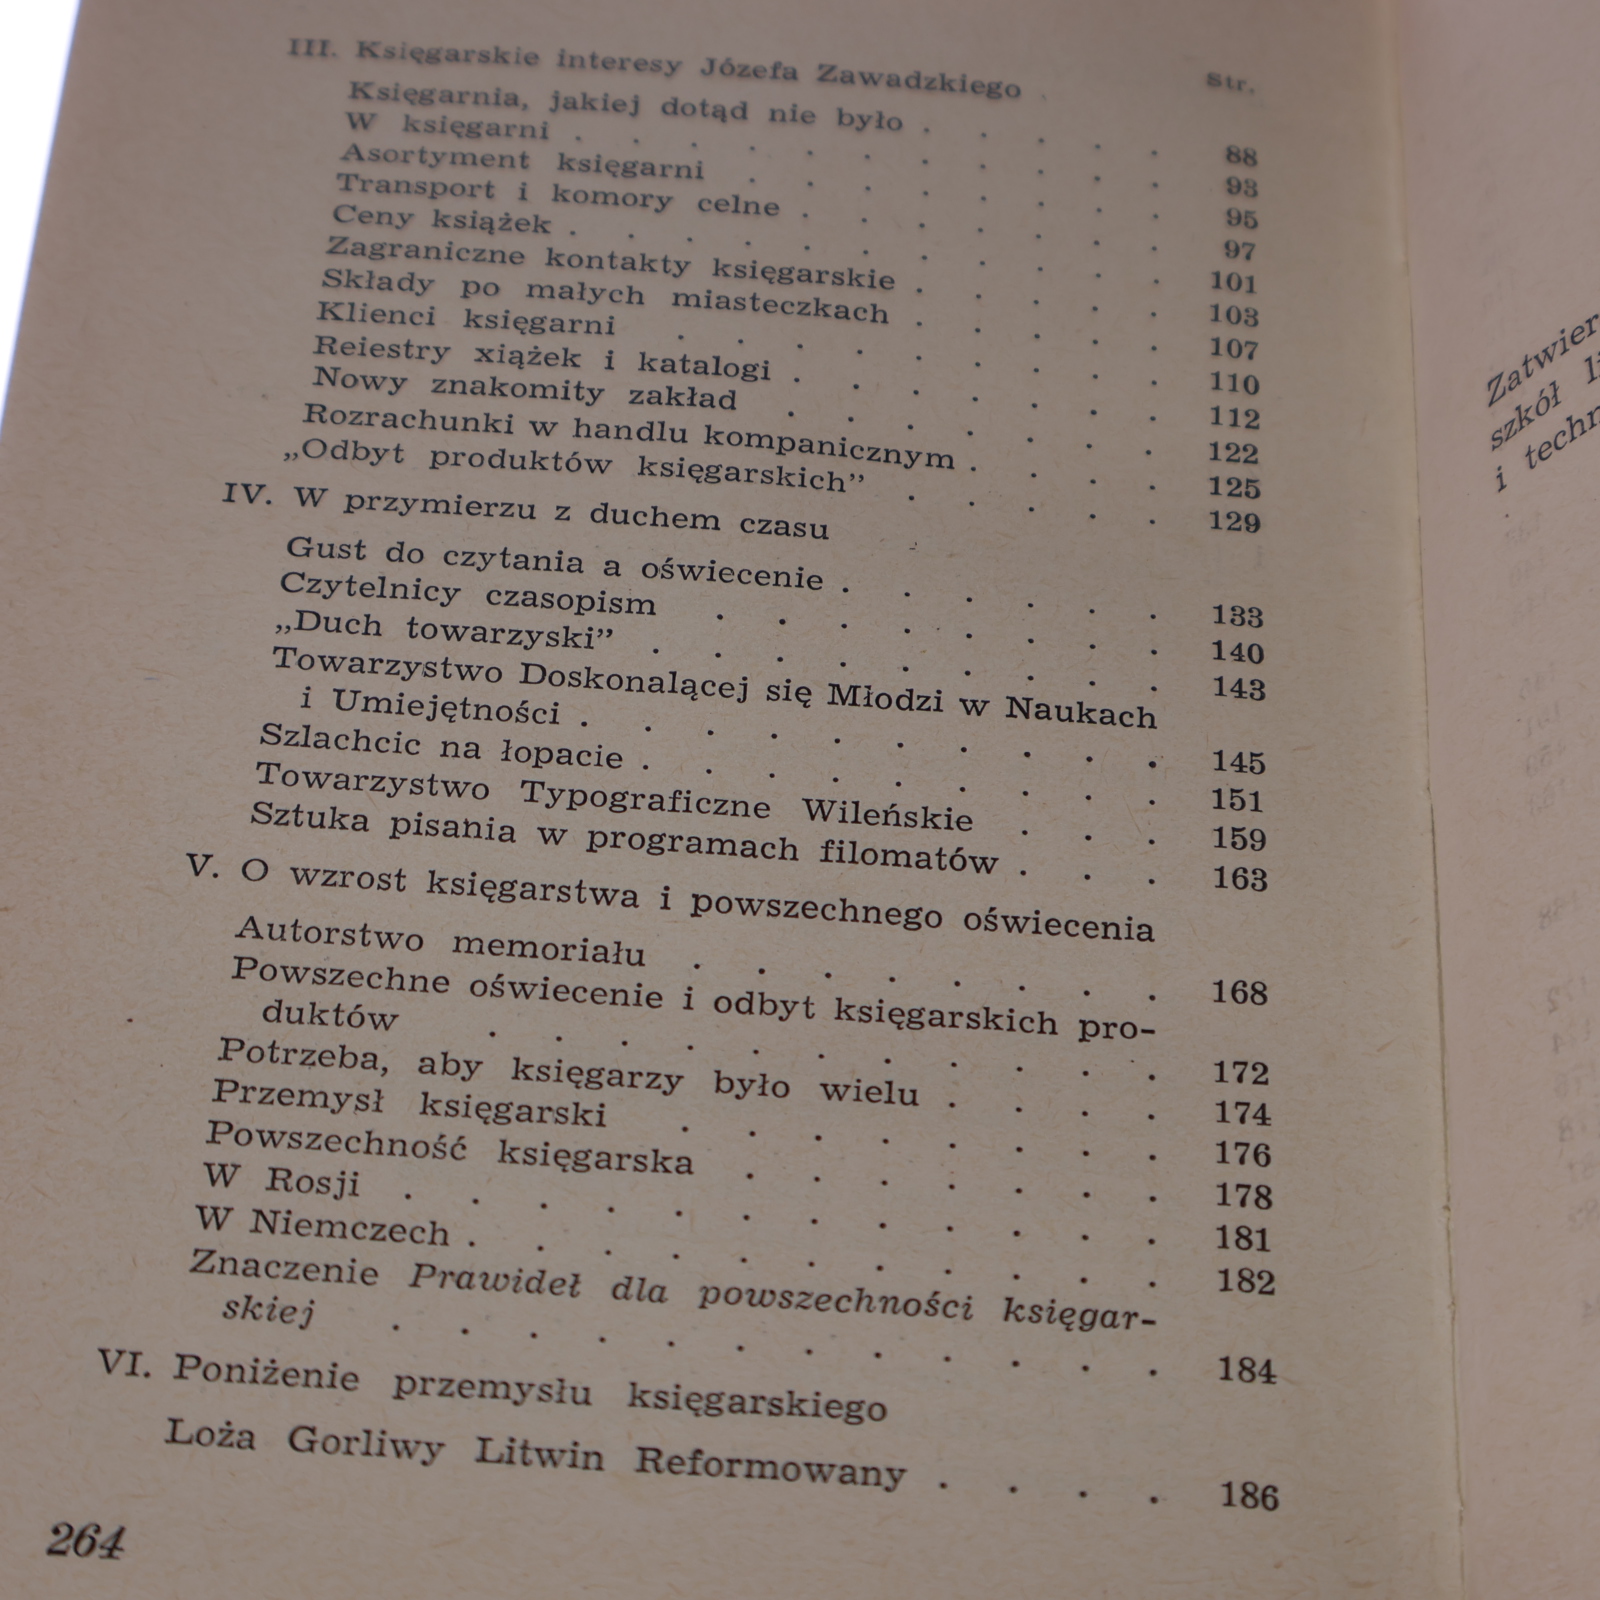 III. Księgarskie interesy Józefa Zawadzkiego Str.
Księgarnia, jakiej dotąd nie było . . . . . 88
W księgarni . . . . . . . . . . . 93
Asortyment księgarni . . . . . . . . 95
Transport i komory celne . . . . . . . 97
Ceny książek . . . . . . . . . . . 101
Zagraniczne kontakty księgarskie . . . . . 103
Składy po małych miasteczkach . . . . . 107
Klienci księgarni . . . . . . . . . 110
Reiestry xiążek i katalogi . . . . . . . 112
Nowy znakomity zakład . . . . . . . 122
Rozrachunki w handlu kompanicznym . . . . 125
„Odbyt produktów księgarskich” . . . . . 129
IV. W przymierzu z duchem czasu
Gust do czytania a oświecenie . . . . . . 133
Czytelnicy czasopism . . . . . . . . 140
„Duch towarzyski” . . . . . . . . . 143
Towarzystwo Doskonalącej się Młodzi w Naukach
i Umiejętności . . . . . . . . . . 145
Szlachcic na łopacie . . . . . . . . . 151
Towarzystwo Typograficzne Wileńskie . . . 159
Sztuka pisania w programach filomatów . . . 163
V. O wzrost księgarstwa i powszechnego oświecenia
Autorstwo memoriału . . . . . . . . 168
Powszechne oświecenie i odbyt księgarskich pro-
duktów . . . . . . . . . . . 172
Potrzeba, aby księgarzy było wielu . . . . 174
Przemysł księgarski . . . . . . . . 176
Powszechność księgarska . . . . . . . 178
W Rosji . . . . . . . . . . . . 181
W Niemczech . . . . . . . . . . . 182
Znaczenie Prawideł dla powszechności księgar-
skiej . . . . . . . . . . . . 184
VI. Poniżenie przemysłu księgarskiego
Loża Gorliwy Litwin Reformowany . . . . 186
264
szkół
i